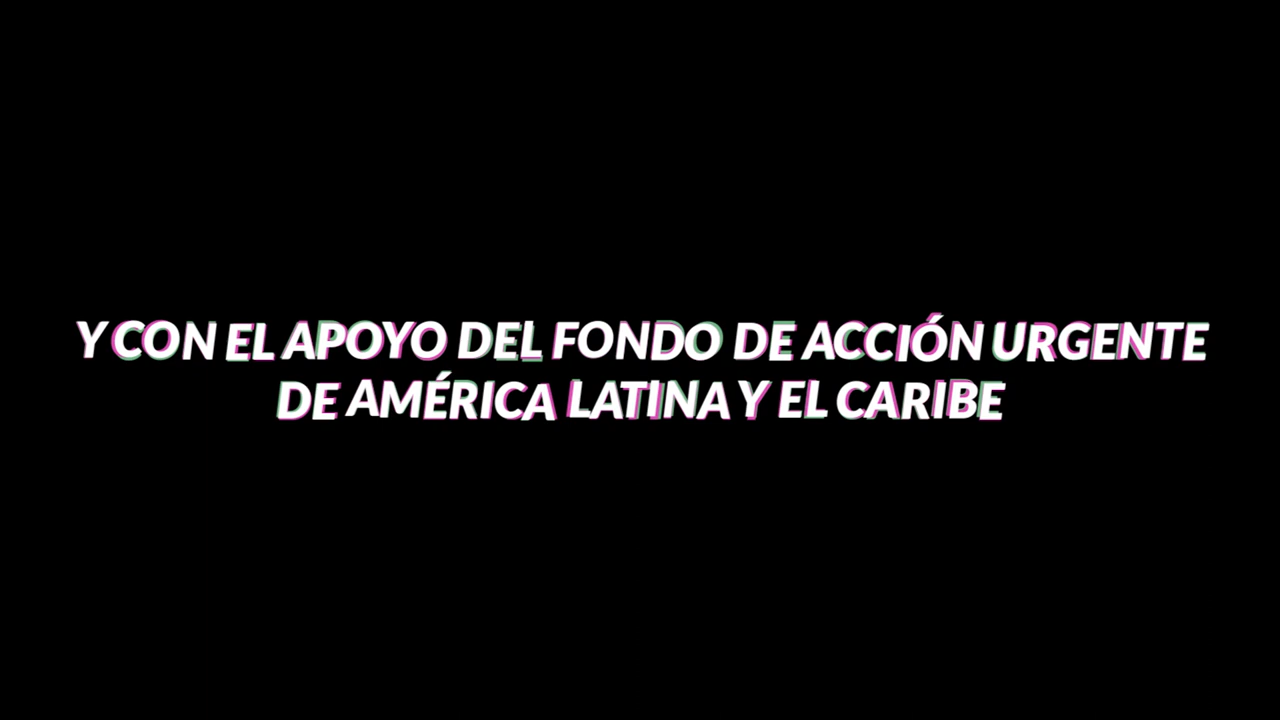 Y CON EL APOYO DEL FONDO DE ACCIÓN URGENTE
DE AMÉRICA LATINA Y EL CARIBE